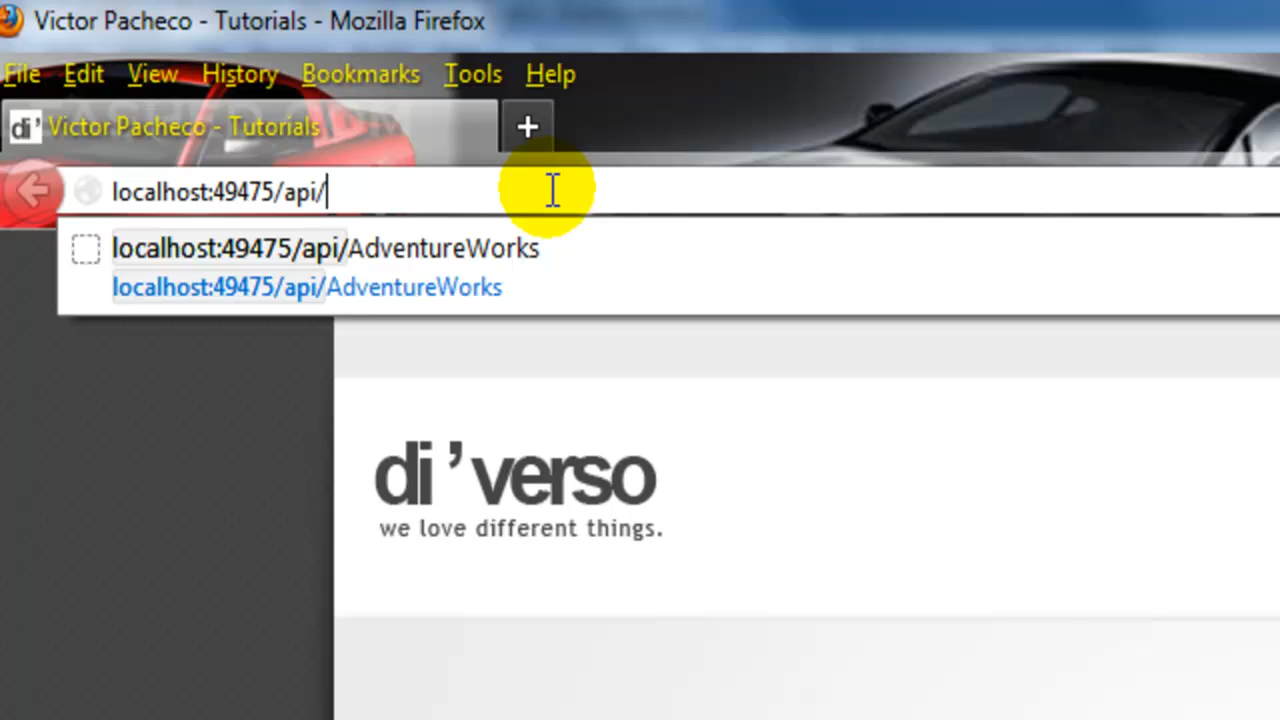 Victor Pacheco - Tutorials - Mozilla Firefox
File Edit View History Bookmarks Tools Help
di' Victor Pacheco - Tutorials +
localhost:49475/api/
localhost:49475/api/AdventureWorks
localhost:49475/api/AdventureWorks
di'verso
we love different things.